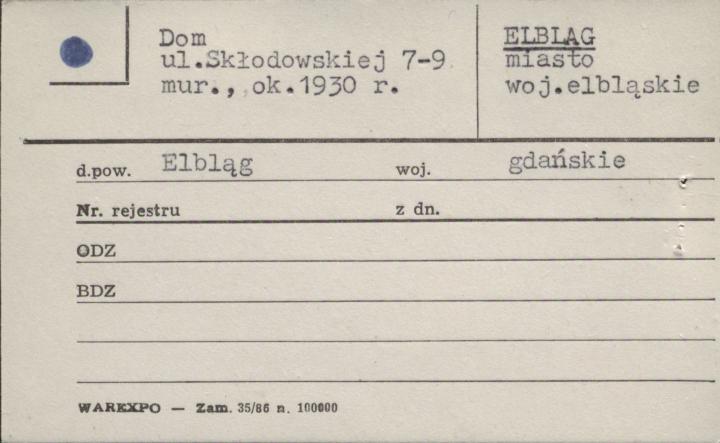 Dom
ul.Skłodowskiej 7-9
mur., ok.1930 r.
ELBLĄG
miasto
woj.elbląskie
d.pow. Elbląg woj. gdańskie
Nr. rejestru z dn.
ODZ
BDZ
WAREXPO — Zam. 35/86 n. 100000